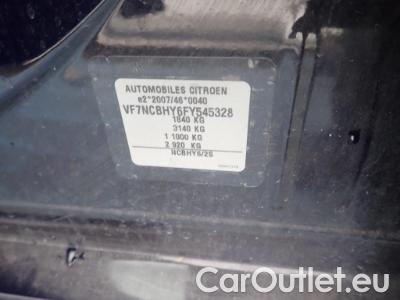 AUTOMOBILES CITROEN
e2*2007/46*0040
VF7NCBHY6FY545328
1840 KG
3140 KG
1 1000 KG
2 920 KG
NCBHY6/2S
CarOutlet.eu